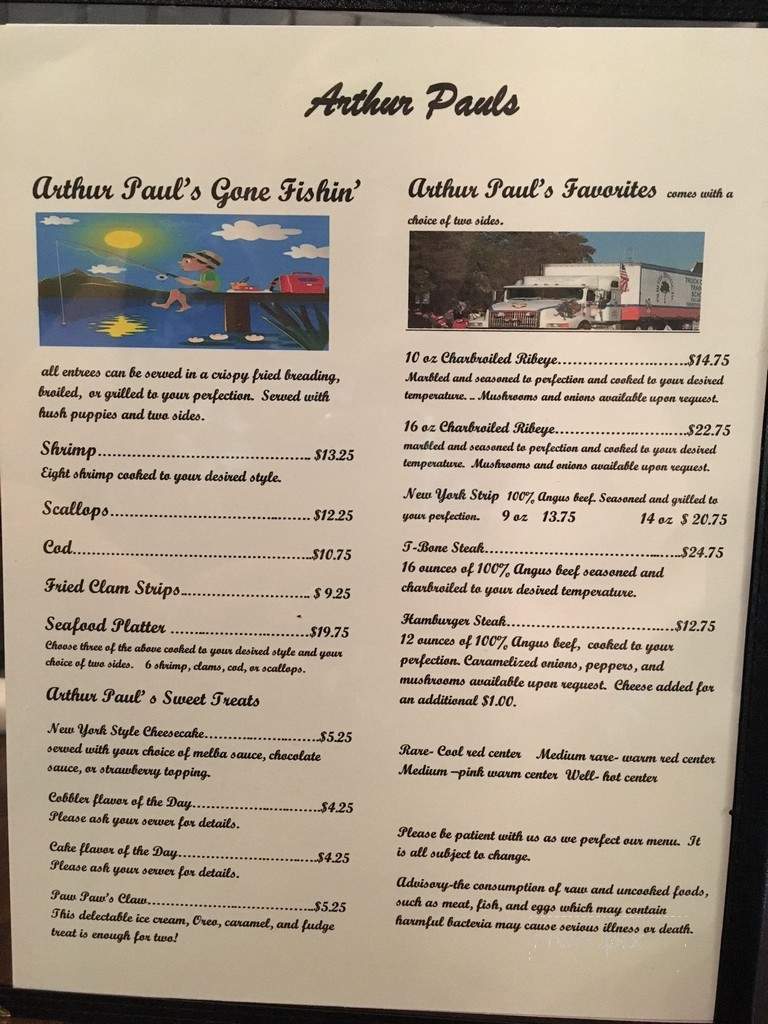 Arthur Pauls
Arthur Paul's Gone Fishin'
all entrees can be served in a crispy fried breading,
broiled, or grilled to your perfection. Served with
hush puppies and two sides.
Shrimp.................................... $13.25
Eight shrimp cooked to your desired style.
Scallops.................................... $12.25
Cod.................................... $10.75
Fried Clam Strips.................................... $ 9.25
Seafood Platter .................................... $19.75
Choose three of the above cooked to your desired style and your
choice of two sides. 6 shrimp, clams, cod, or scallops.
Arthur Paul' s Sweet Treats
New York Style Cheesecake....................................$5.25
served with your choice of melba sauce, chocolate
sauce, or strawberry topping.
Cobbler flavor of the Day....................................$4.25
Please ask your server for details.
Cake flavor of the Day....................................$4.25
Please ask your server for details.
Paw Paw's Claw....................................$5.25
This delectable ice cream, Oreo, caramel, and fudge
treat is enough for two!
Arthur Paul's Favorites comes with a
choice of two sides.
10 oz Charbroiled Ribeye....................................$14.75
Marbled and seasoned to perfection and cooked to your desired
temperature... Mushrooms and onions available upon request.
16 oz Charbroiled Ribeye....................................$22.75
marbled and seasoned to perfection and cooked to your desired
temperature. Mushrooms and onions available upon request.
New York Strip 100% Angus beef. Seasoned and grilled to
your perfection. 9 oz 13.75 14 oz $ 20.75
T-Bone Steak....................................$24.75
16 ounces of 100% Angus beef seasoned and
charbroiled to your desired temperature.
Hamburger Steak....................................$12.75
12 ounces of 100% Angus beef, cooked to your
perfection. Caramelized onions, peppers, and
mushrooms available upon request. Cheese added for
an additional $1.00.
Rare- Cool red center Medium rare- warm red center
Medium –pink warm center Well- hot center
Please be patient with us as we perfect our menu. It
is all subject to change.
Advisory-the consumption of raw and uncooked foods,
such as meat, fish, and eggs which may contain
harmful bacteria may cause serious illness or death.